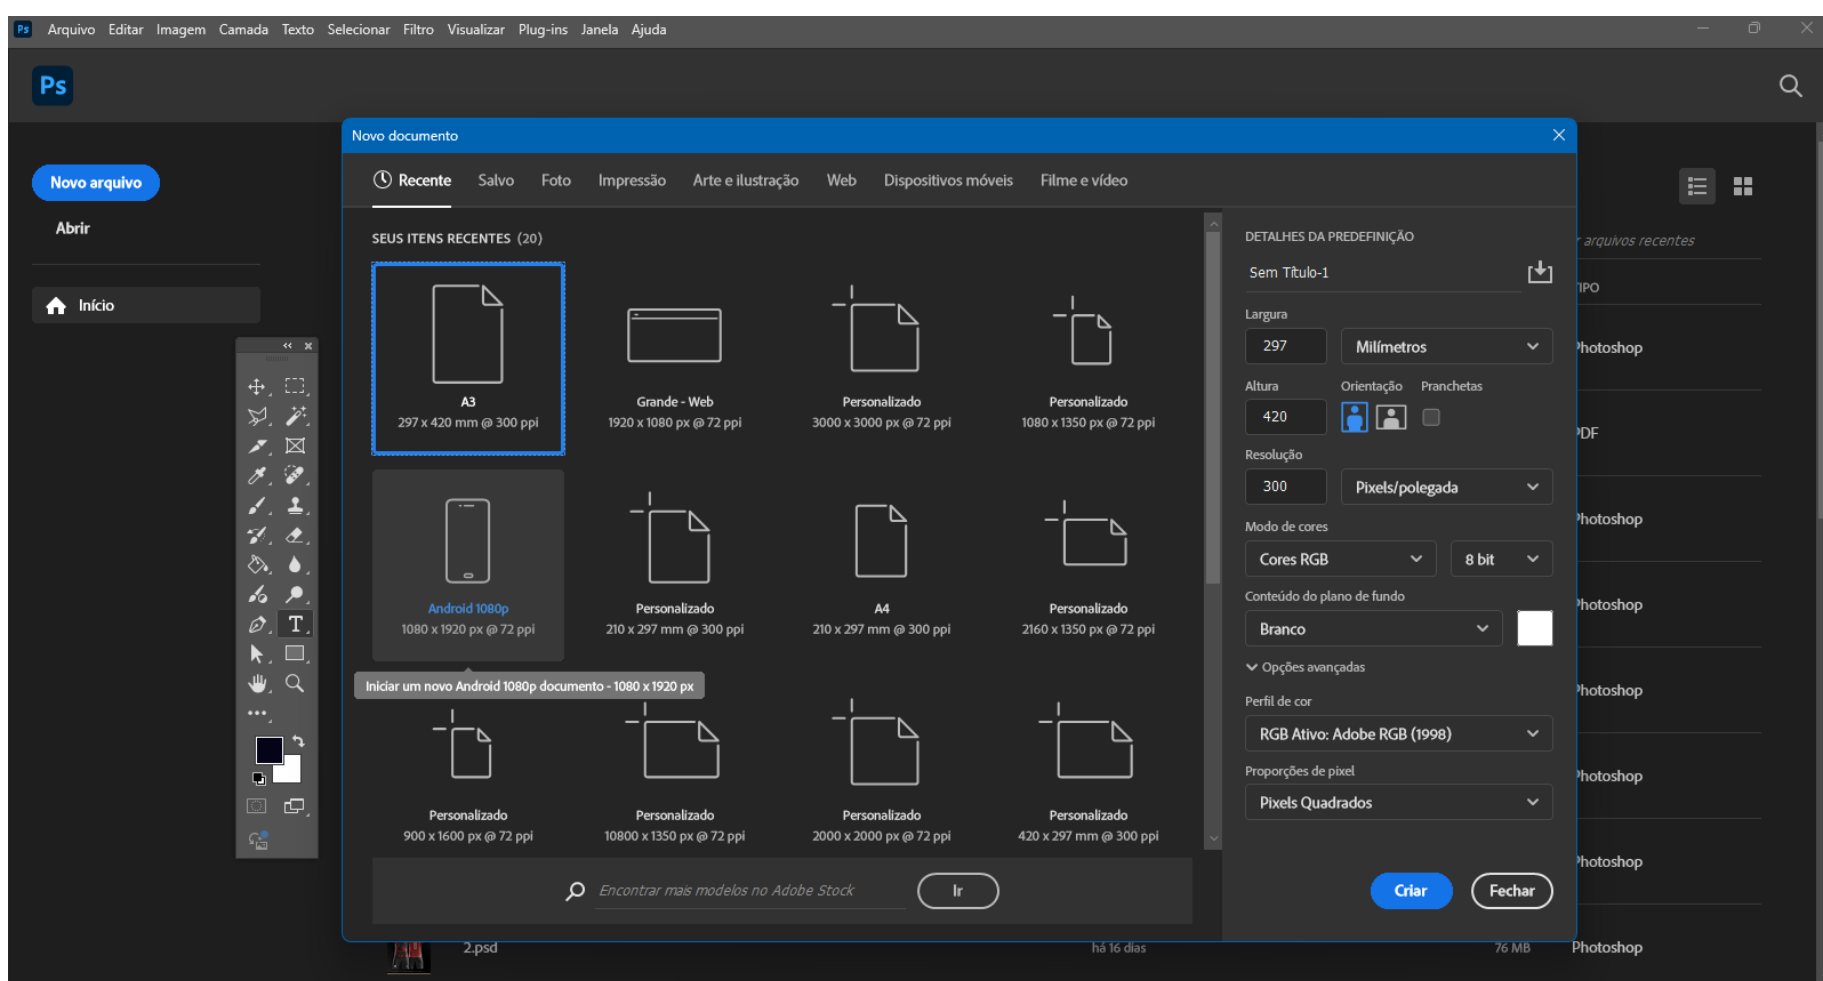 Ps Arquivo Editar Imagem Camada Texto Selecionar Filtro Visualizar Plug-ins Janela Ajuda
Ps
Novo documento
Novo arquivo
Abrir
Início
Recente Salvo Foto Impressão Arte e ilustração Web Dispositivos móveis Filme e vídeo
SEUS ITENS RECENTES (20)
A3
297 x 420 mm @ 300 ppi
Grande - Web
1920 x 1080 px @ 72 ppi
Personalizado
3000 x 3000 px @ 72 ppi
Personalizado
1080 x 1350 px @ 72 ppi
Android 1080p
1080 x 1920 px @ 72 ppi
Personalizado
210 x 297 mm @ 300 ppi
A4
210 x 297 mm @ 300 ppi
Personalizado
2160 x 1350 px @ 72 ppi
Iniciar um novo Android 1080p documento - 1080 x 1920 px
Personalizado
900 x 1600 px @ 72 ppi
Personalizado
10800 x 1350 px @ 72 ppi
Personalizado
2000 x 2000 px @ 72 ppi
Personalizado
420 x 297 mm @ 300 ppi
Encontrar mais modelos no Adobe Stock
Ir
DETALHES DA PREDEFINIÇÃO
Sem Título-1
Largura
297 Milímetros
Altura Orientação Pranchetas
420
Resolução
300 Pixels/polegada
Modo de cores
Cores RGB 8 bit
Conteúdo do plano de fundo
Branco
Opções avançadas
Perfil de cor
RGB Ativo: Adobe RGB (1998)
Proporções de pixel
Pixels Quadrados
Criar Fechar
arquivos recentes
TIPO
Photoshop
PDF
Photoshop
Photoshop
Photoshop
Photoshop
Photoshop
2.psd há 16 dias 76 MB Photoshop